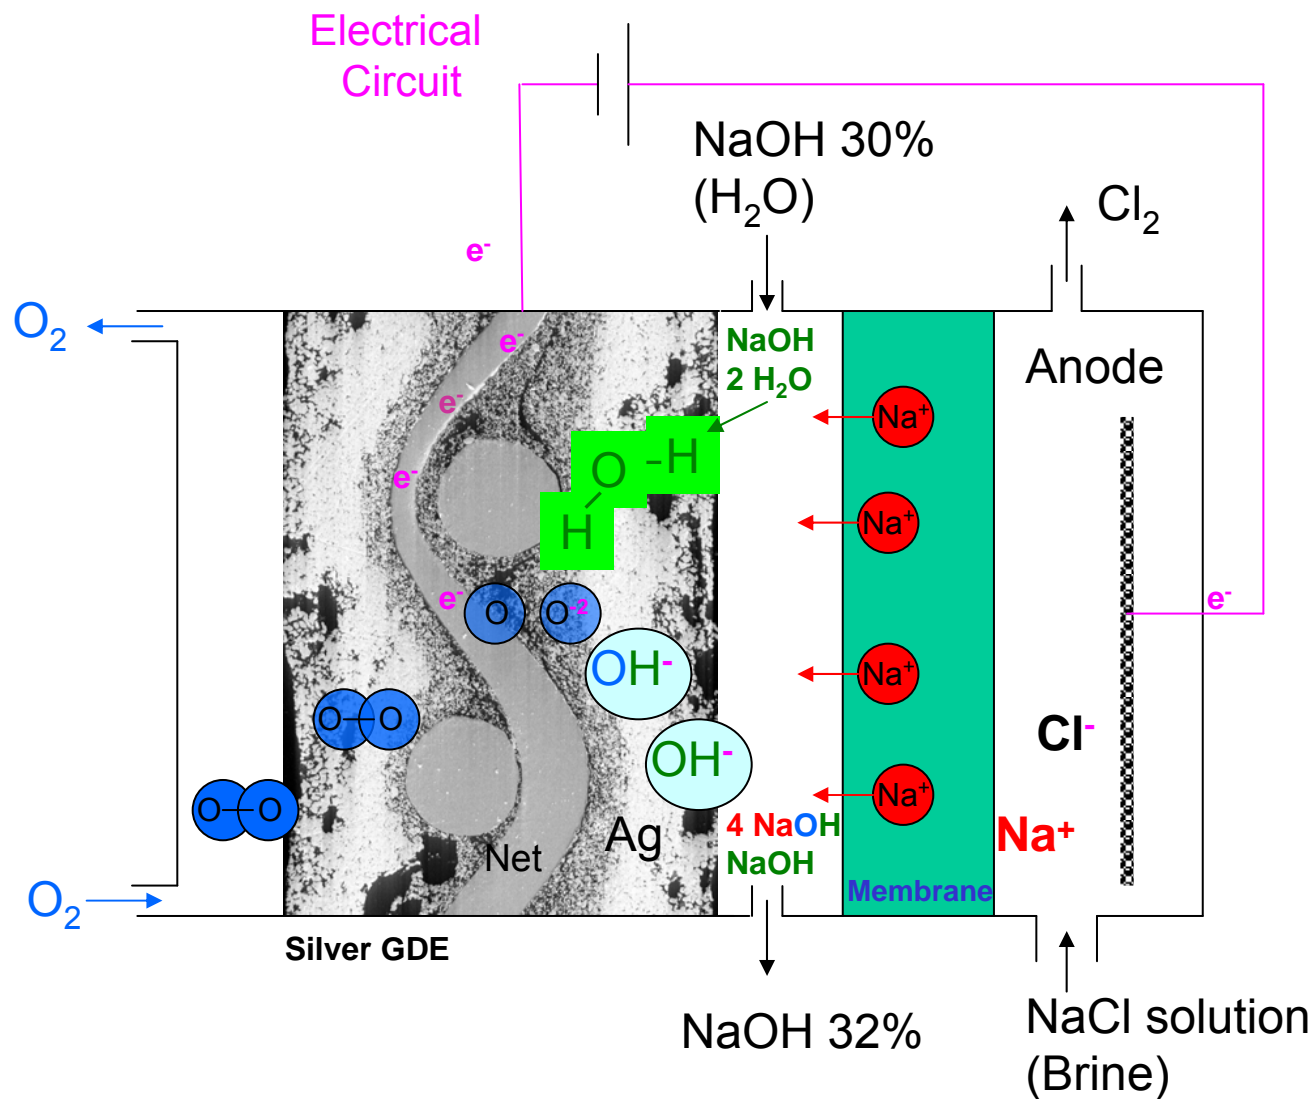 Electrical
Circuit
NaOH 30%
(H₂O)
Cl₂
e⁻
O₂
e⁻
NaOH
2 H₂O
Anode
e⁻
Na⁺
H
O
e⁻
H
Na⁺
e⁻
O
O⁻²
e⁻
OH⁻
Na⁺
O O
Cl⁻
OH⁻
O O
Na⁺
4 NaOH
Na⁺
Ag
Net
NaOH
Membrane
O₂
Silver GDE
NaOH 32%
NaCl solution
(Brine)